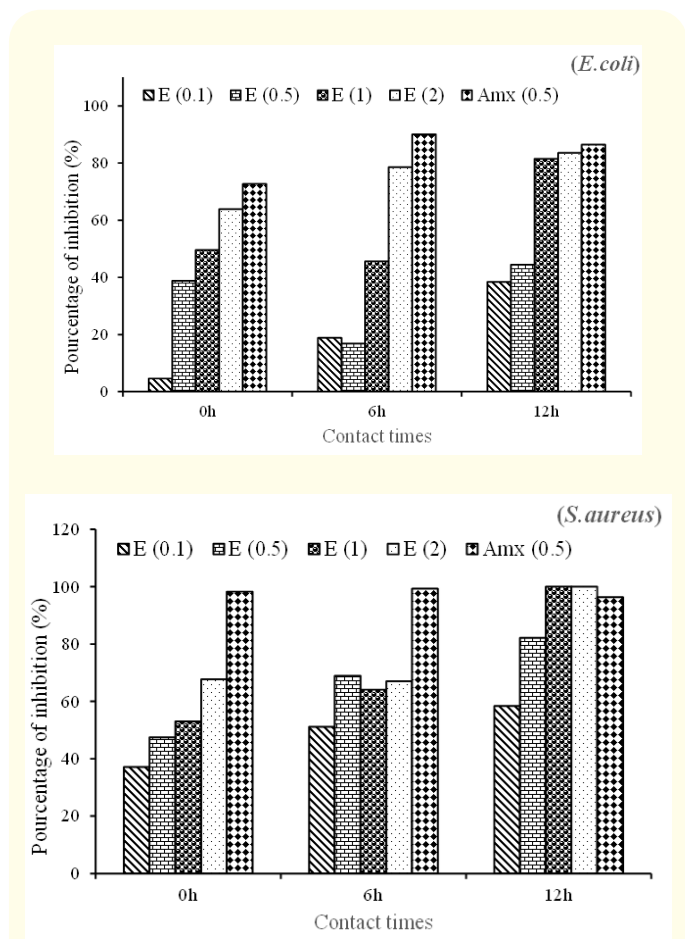 (E.coli)
E (0.1) E (0.5) E (1) E (2) Amx (0.5)
Pourcentage of inhibition (%)
100
80
60
40
20
0
0h 6h 12h
Contact times
(S.aureus)
E (0.1) E (0.5) E (1) E (2) Amx (0.5)
Pourcentage of inhibition (%)
120
100
80
60
40
20
0
0h 6h 12h
Contact times